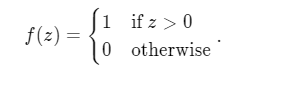 f(z) = { 1 if z > 0
0 otherwise .